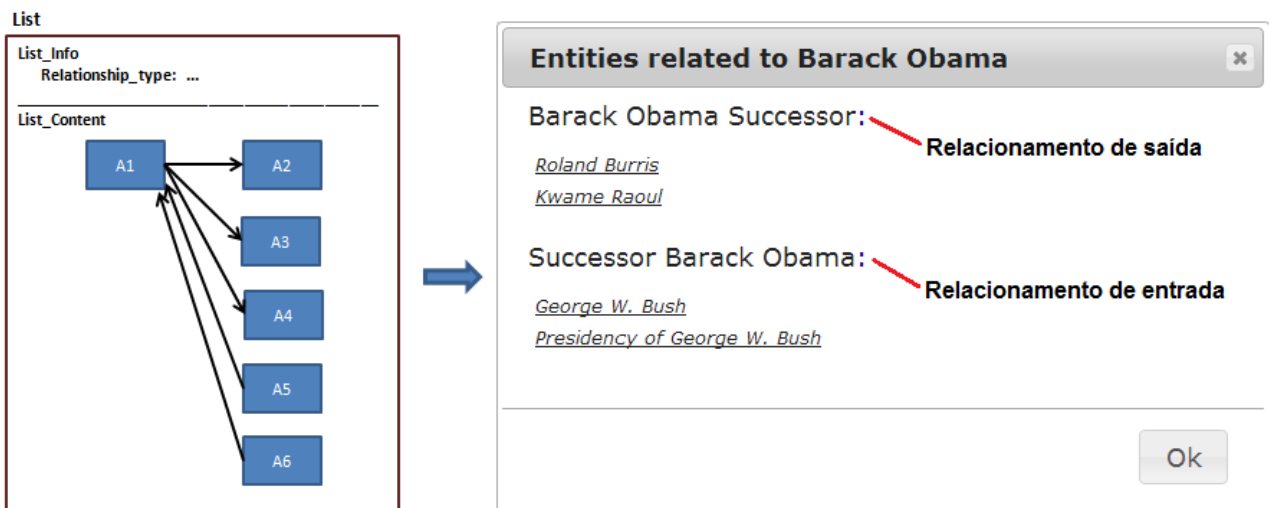 List
List_Info
Relationship_type: ...
List_Content
A1
A2
A3
A4
A5
A6
Entities related to Barack Obama
Barack Obama Successor:
Relacionamento de saída
Roland Burris
Kwame Raoul
Successor Barack Obama:
Relacionamento de entrada
George W. Bush
Presidency of George W. Bush
Ok